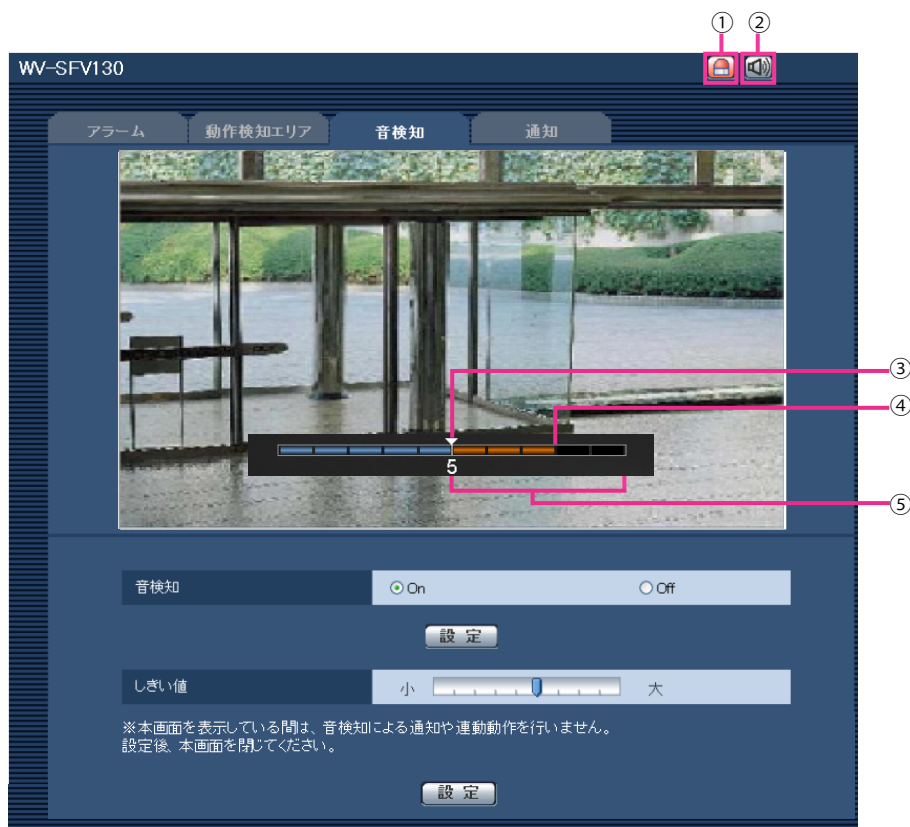 ① ②
WV-SFV130
アラーム 動作検知エリア 音検知 通知
③
④
5
⑤
音検知 On Off
設定
しきい値 小 大
※本画面を表示している間は、音検知による通知や連動動作を行いません。
設定後、本画面を閉じてください。
設定